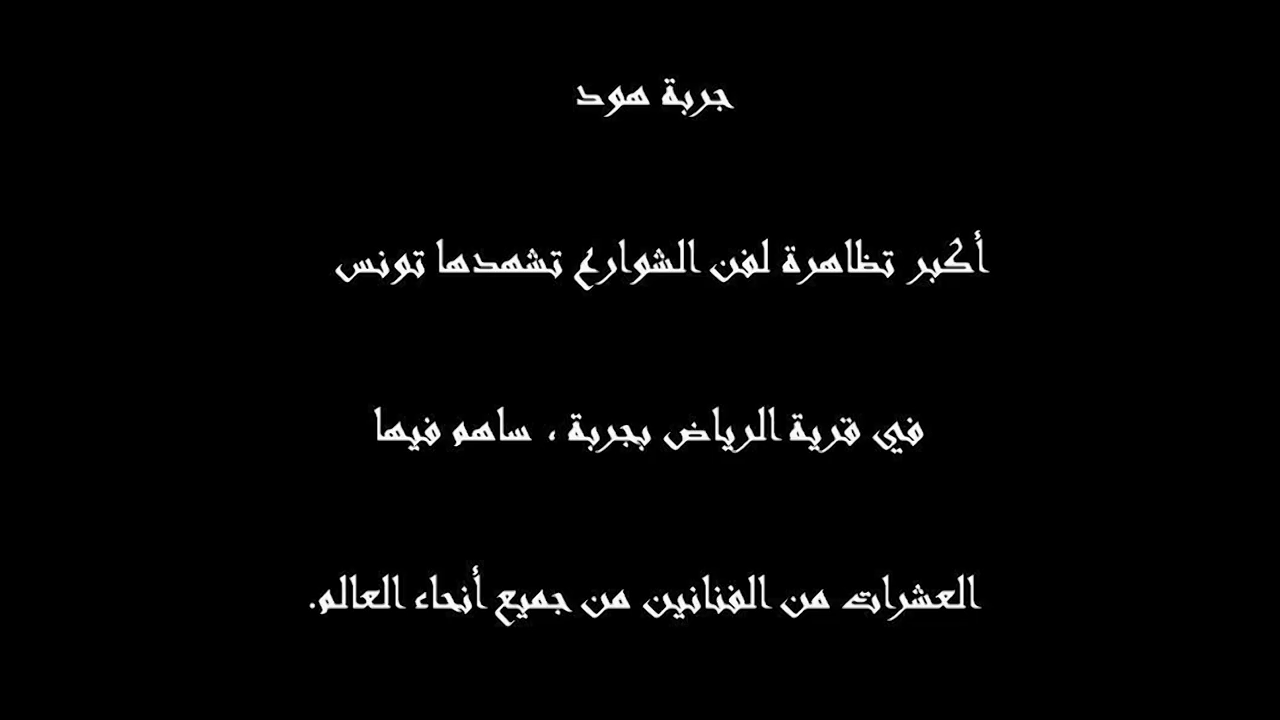 جربة هود
أكبر تظاهرة لفن الشوارع تشهدها تونس
في قرية الرياض بجربة ، ساهم فيها
العشرات من الفنانين من جميع أنحاء العالم.